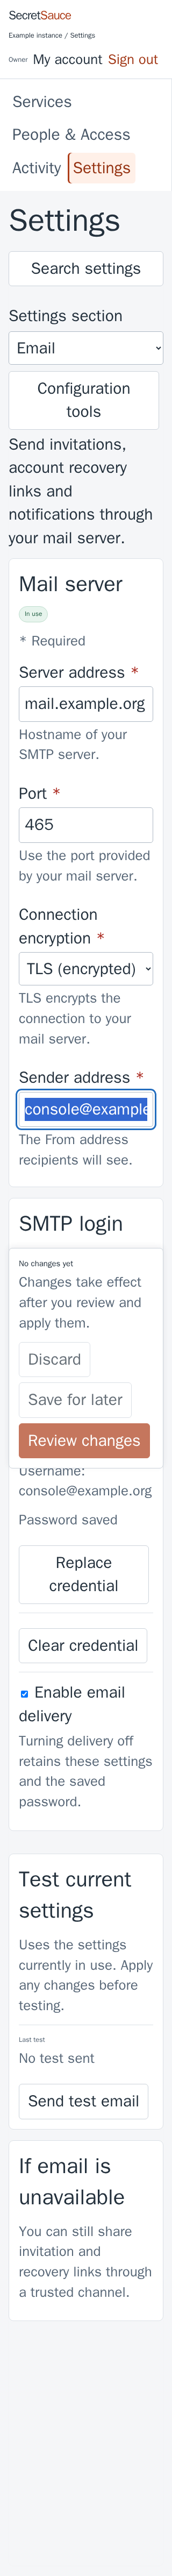 SecretSauce
Example instance / Settings
Owner My account Sign out
Services
People & Access
Activity Settings
Settings
Search settings
Settings section
Email
Configuration
tools
Send invitations,
account recovery
links and
notifications through
your mail server.
Mail server
In use
* Required
Server address *
mail.example.org
Hostname of your
SMTP server.
Port *
465
Use the port provided
by your mail server.
Connection
encryption *
TLS (encrypted)
TLS encrypts the
connection to your
mail server.
Sender address *
console@example
The From address
recipients will see.
SMTP login
No changes yet
Changes take effect
after you review and
apply them.
Discard
Save for later
Review changes
Username:
console@example.org
Password saved
Replace
credential
Clear credential
Enable email
delivery
Turning delivery off
retains these settings
and the saved
password.
Test current
settings
Uses the settings
currently in use. Apply
any changes before
testing.
Last test
No test sent
Send test email
If email is
unavailable
You can still share
invitation and
recovery links through
a trusted channel.